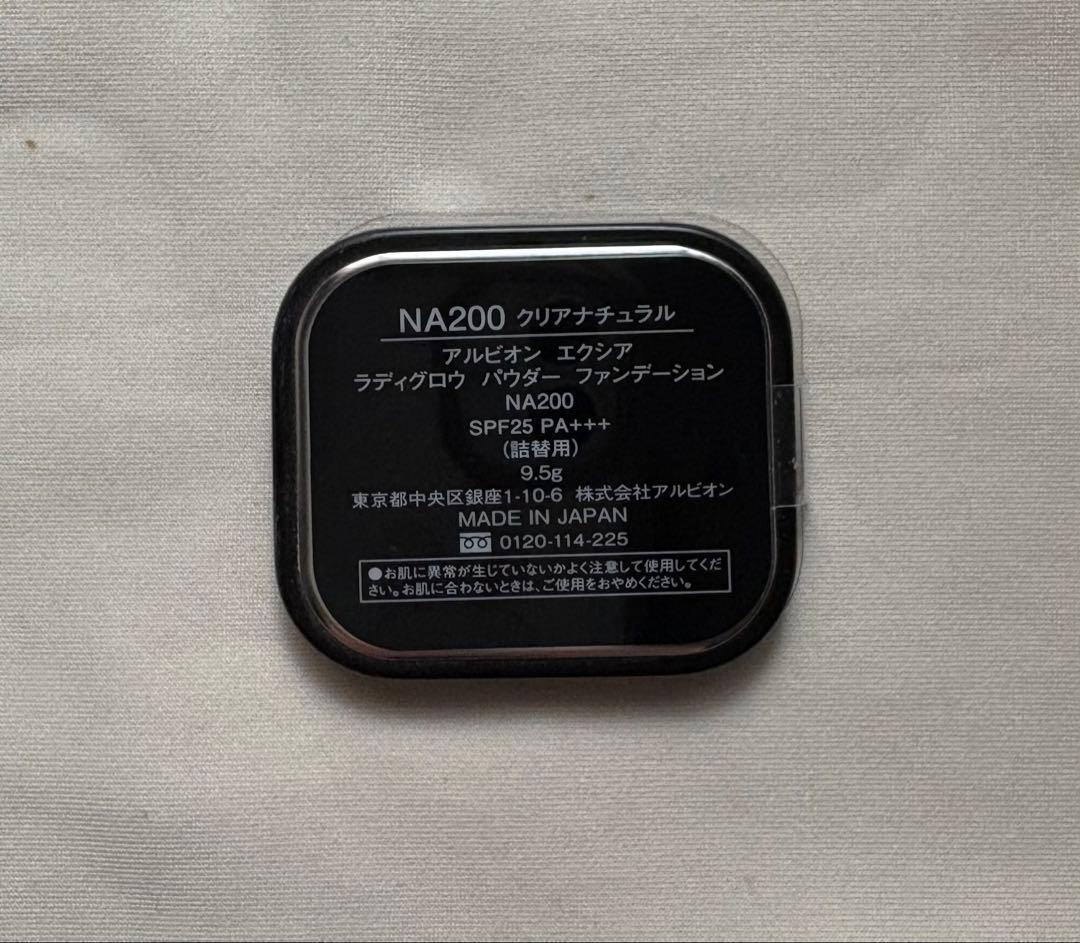 NA200 クリアナチュラル
アルビオン エクシア
ラディグロウ パウダー ファンデーション
NA200
SPF25 PA+++
(詰替用)
9.5g
東京都中央区銀座1-10-6 株式会社アルビオン
MADE IN JAPAN
0120-114-225
●お肌に異常が生じていないかよく注意して使用してくだ
さい。お肌に合わないときは、ご使用をおやめください。